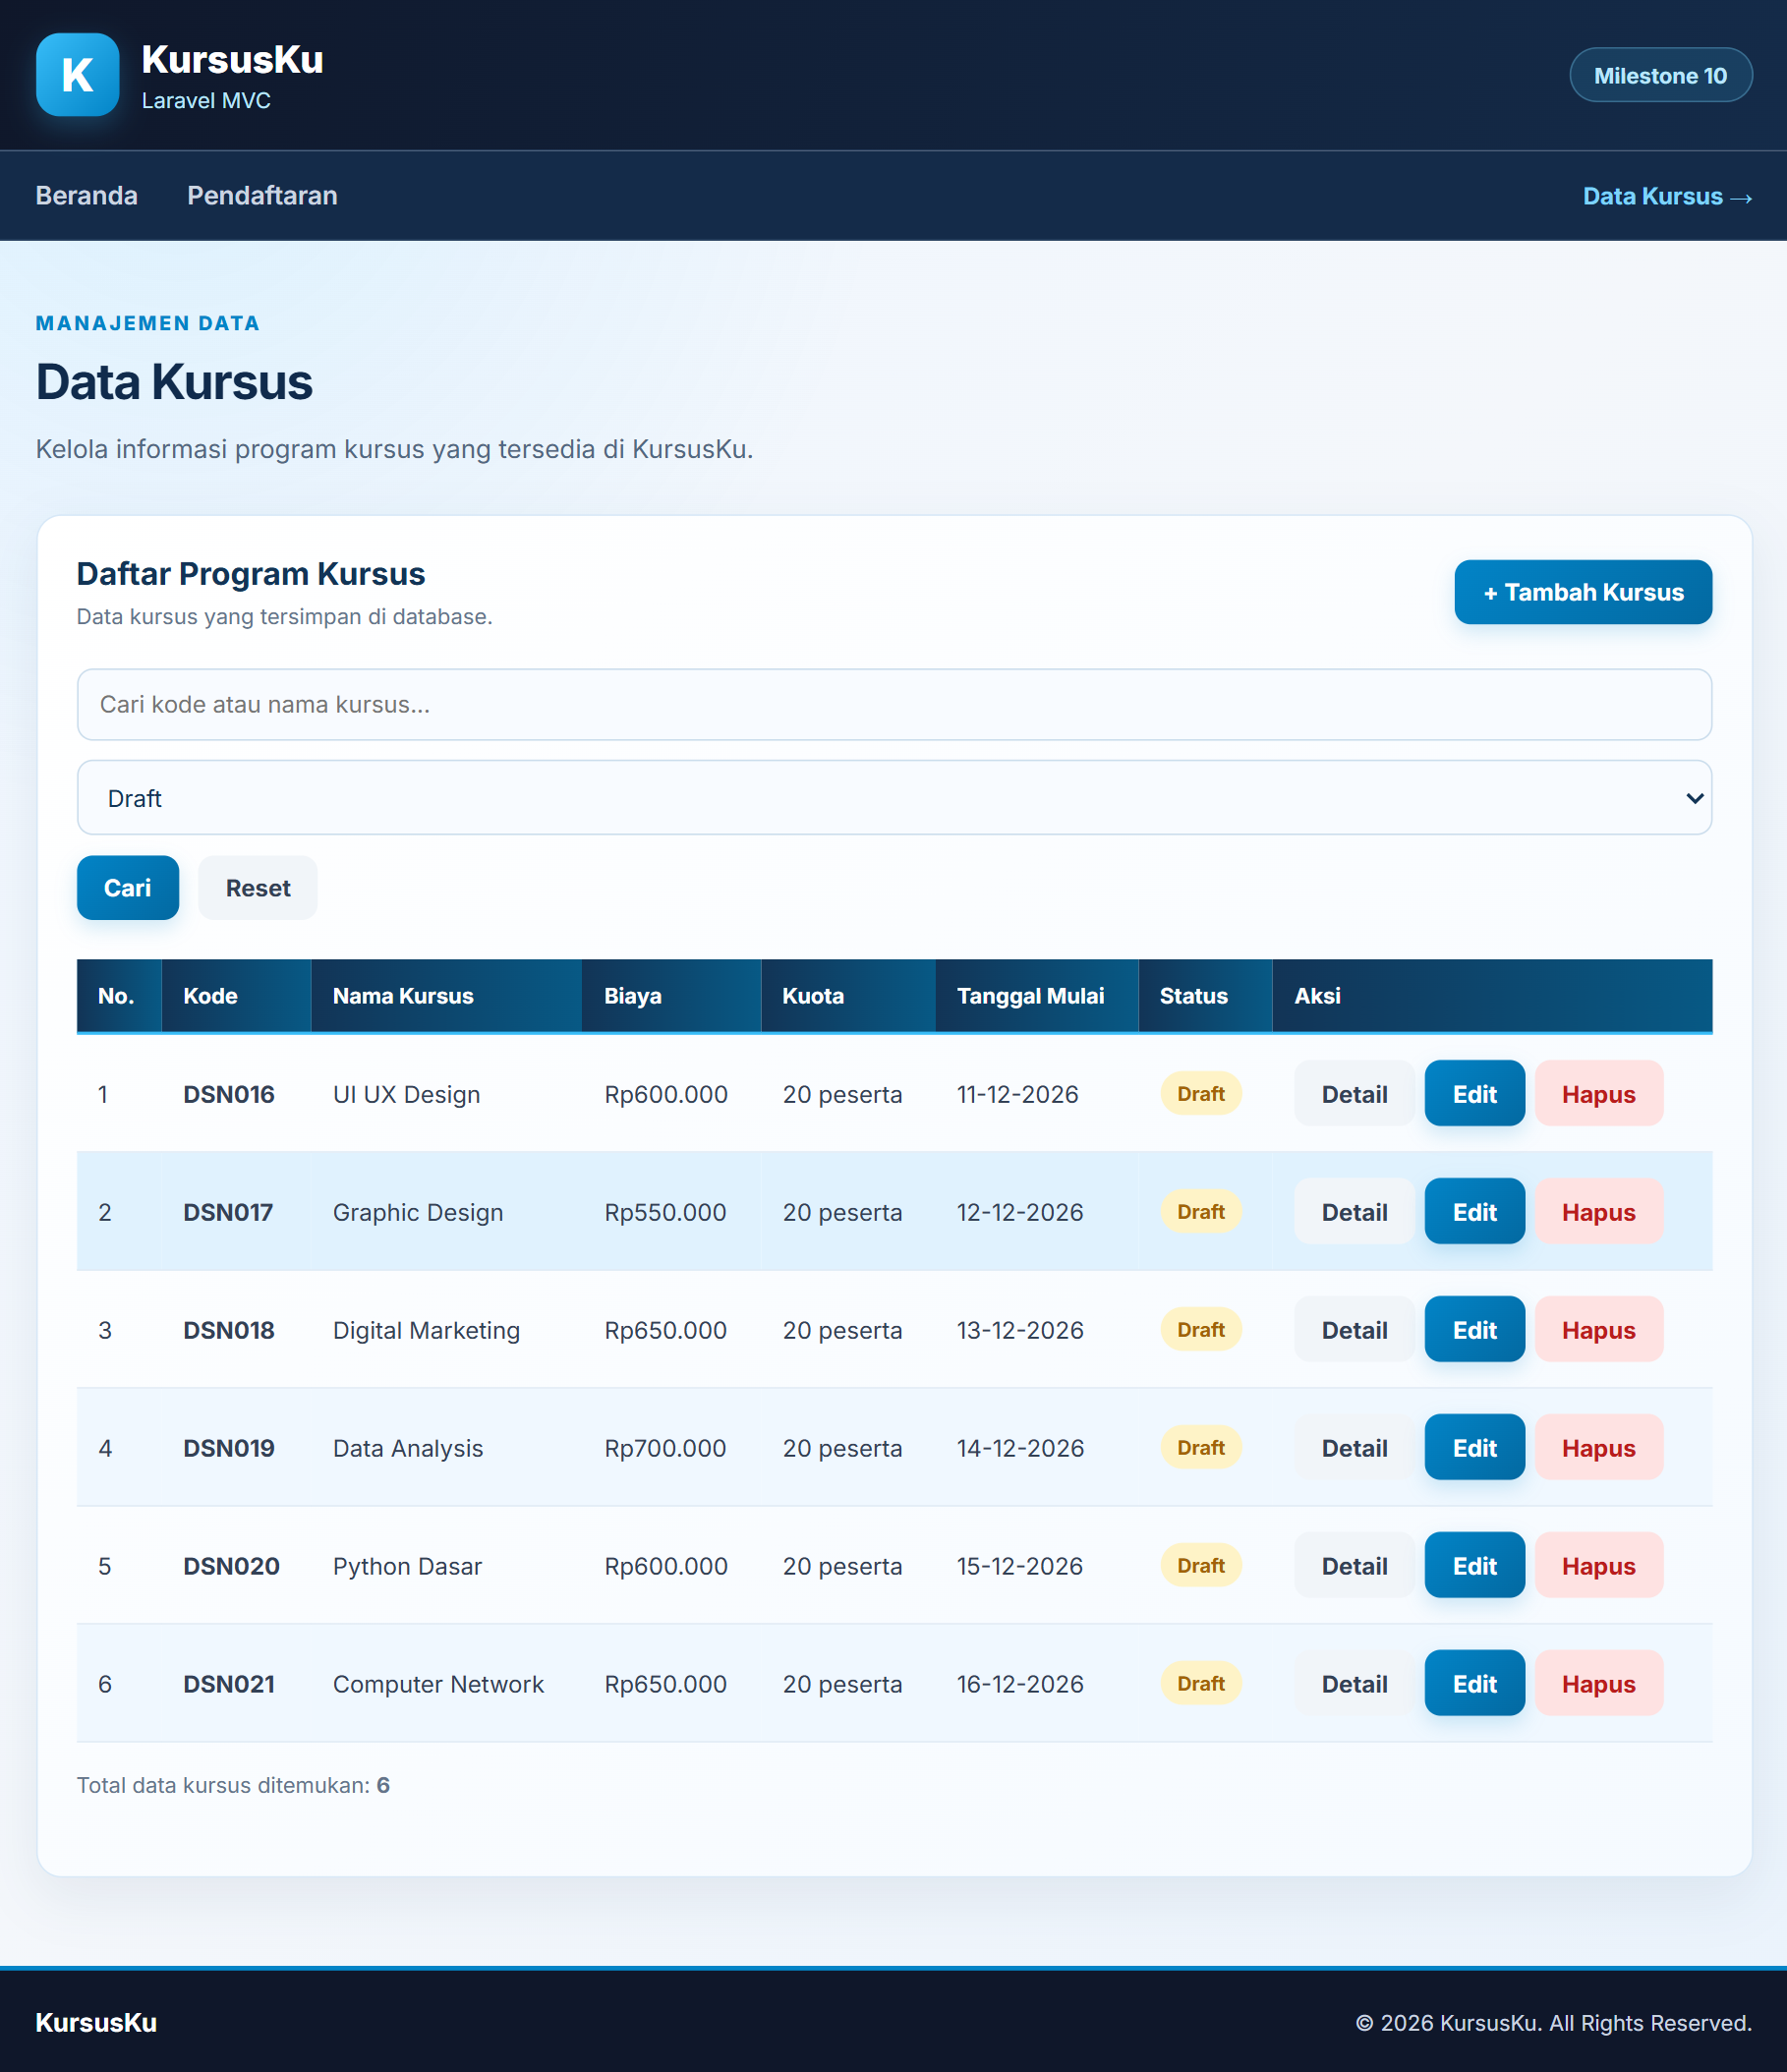 K
KursusKu
Laravel MVC
Milestone 10
Beranda Pendaftaran Data Kursus →
MANAJEMEN DATA
Data Kursus
Kelola informasi program kursus yang tersedia di KursusKu.
Daftar Program Kursus
Data kursus yang tersimpan di database.
+ Tambah Kursus
Cari kode atau nama kursus...
Draft
Cari Reset
No. Kode Nama Kursus Biaya Kuota Tanggal Mulai Status Aksi
1 DSN016 UI UX Design Rp600.000 20 peserta 11-12-2026 Draft Detail Edit Hapus
2 DSN017 Graphic Design Rp550.000 20 peserta 12-12-2026 Draft Detail Edit Hapus
3 DSN018 Digital Marketing Rp650.000 20 peserta 13-12-2026 Draft Detail Edit Hapus
4 DSN019 Data Analysis Rp700.000 20 peserta 14-12-2026 Draft Detail Edit Hapus
5 DSN020 Python Dasar Rp600.000 20 peserta 15-12-2026 Draft Detail Edit Hapus
6 DSN021 Computer Network Rp650.000 20 peserta 16-12-2026 Draft Detail Edit Hapus
Total data kursus ditemukan: 6
KursusKu © 2026 KursusKu. All Rights Reserved.